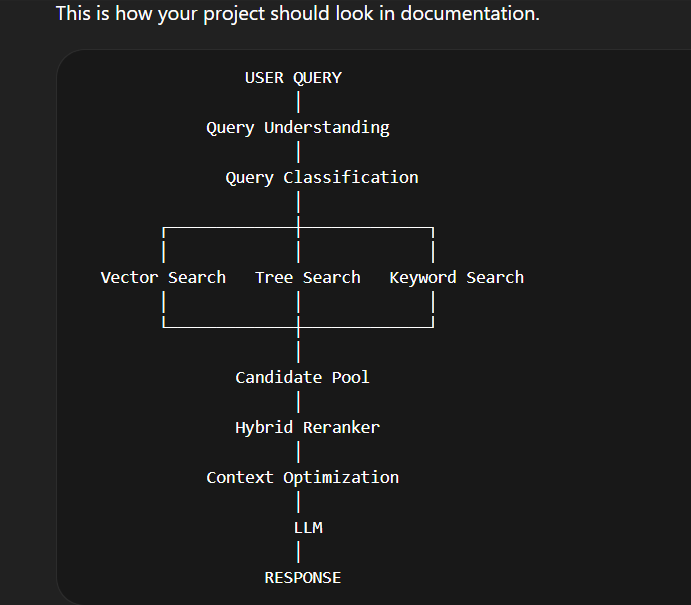 This is how your project should look in documentation.
USER QUERY
Query Understanding
Query Classification
Vector Search   Tree Search   Keyword Search
Candidate Pool
Hybrid Reranker
Context Optimization
LLM
RESPONSE